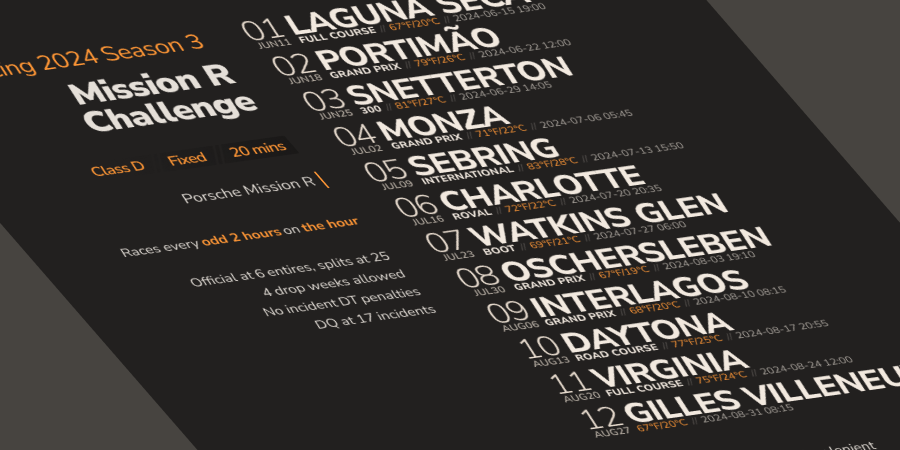 ing 2024 Season 3
Mission R
Challenge
Class D Fixed 20 mins
Porsche Mission R
Races every odd 2 hours on the hour
Official at 6 entires, splits at 25
4 drop weeks allowed
No incident DT penalties
DQ at 17 incidents
01 LAGUNA SECA
JUN11 FULL COURSE // 67°F/20°C // 2024-06-15 19:00
02 PORTIMÃO
JUN18 GRAND PRIX // 79°F/26°C // 2024-06-22 12:00
03 SNETTERTON
JUN25 300 // 81°F/27°C // 2024-06-29 14:05
04 MONZA
JUL02 GRAND PRIX // 71°F/22°C // 2024-07-06 05:45
05 SEBRING
JUL09 INTERNATIONAL // 83°F/28°C // 2024-07-13 15:50
06 CHARLOTTE
JUL16 ROVAL // 72°F/22°C // 2024-07-20 20:35
07 WATKINS GLEN
JUL23 BOOT // 69°F/21°C // 2024-07-27 06:00
08 OSCHERSLEBEN
JUL30 GRAND PRIX // 67°F/19°C // 2024-08-03 19:10
09 INTERLAGOS
AUG06 GRAND PRIX // 68°F/20°C // 2024-08-10 08:15
10 DAYTONA
AUG13 ROAD COURSE // 77°F/25°C // 2024-08-17 20:55
11 VIRGINIA
AUG20 FULL COURSE // 75°F/24°C // 2024-08-24 12:00
12 GILLES VILLENEU
AUG27 67°F/20°C // 2024-08-31 08:15